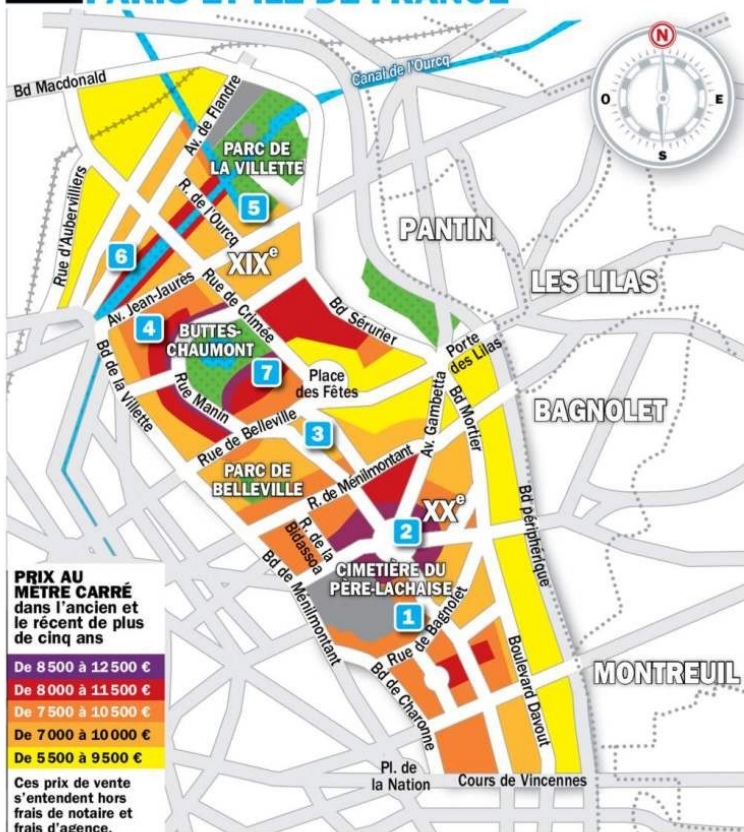 PARIS ET ILE-DE-FRANCE
N
O
E
S
Bd Macdonald
Canal de l'Ourcq
Av. de Flandre
PARC DE
LA VILLETTE
Rue d'Aubervilliers
R. de l'Ourcq
5
PANTIN
6
XIXe
LES LILAS
Av. Jean-Jaurès
Rue de Crimée
Bd Sérurier
4
BUTTES-
CHAUMONT
Bd de la Villette
7
Place
des Fêtes
Porte
des Lilas
Rue Manin
BAGNOLET
Av. Gambetta
Bd Mortier
Rue de Belleville
3
PARC DE
BELLEVILLE
R. de Ménilmontant
XXe
Bd périphérique
R. de la
Bidassoa
2
Bd de Ménilmontant
CIMETIÈRE DU
PÈRE-LACHAISE
1
Rue de Bagnolet
Boulevard Davout
MONTREUIL
Bd de Charonne
Pl. de
la Nation
Cours de Vincennes
PRIX AU
MÈTRE CARRÉ
dans l'ancien et
le récent de plus
de cinq ans
De 8 500 à 12 500 €
De 8 000 à 11 500 €
De 7 500 à 10 500 €
De 7 000 à 10 000 €
De 5 500 à 9 500 €
Ces prix de vente
s'entendent hors
frais de notaire et
frais d'agence.